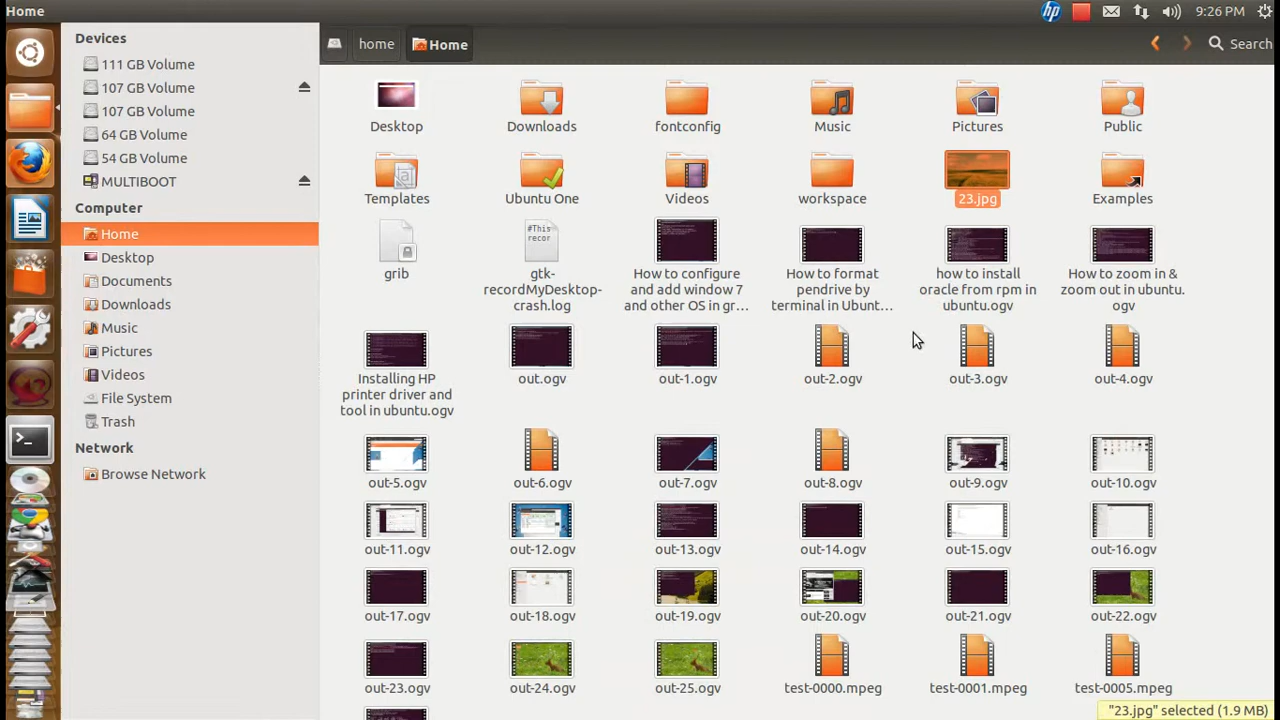 Home
9:26 PM
Devices
111 GB Volume
107 GB Volume
107 GB Volume
64 GB Volume
54 GB Volume
MULTIBOOT
Computer
Home
Desktop
Documents
Downloads
Music
Pictures
Videos
File System
Trash
Network
Browse Network
home
Home
Search
Desktop
Downloads
fontconfig
Music
Pictures
Public
Templates
Ubuntu One
Videos
workspace
23.jpg
Examples
grib
#This
recor
gtk-
recordMyDesktop-
crash.log
How to configure
and add window 7
and other OS in gr...
How to format
pendrive by
terminal in Ubunt...
how to install
oracle from rpm in
ubuntu.ogv
How to zoom in &
zoom out in ubuntu.
ogv
Installing HP
printer driver and
tool in ubuntu.ogv
out.ogv
out-1.ogv
out-2.ogv
out-3.ogv
out-4.ogv
out-5.ogv
out-6.ogv
out-7.ogv
out-8.ogv
out-9.ogv
out-10.ogv
out-11.ogv
out-12.ogv
out-13.ogv
out-14.ogv
out-15.ogv
out-16.ogv
out-17.ogv
out-18.ogv
out-19.ogv
out-20.ogv
out-21.ogv
out-22.ogv
out-23.ogv
out-24.ogv
out-25.ogv
test-0000.mpeg
test-0001.mpeg
test-0005.mpeg
"23.jpg" selected (1.9 MB)